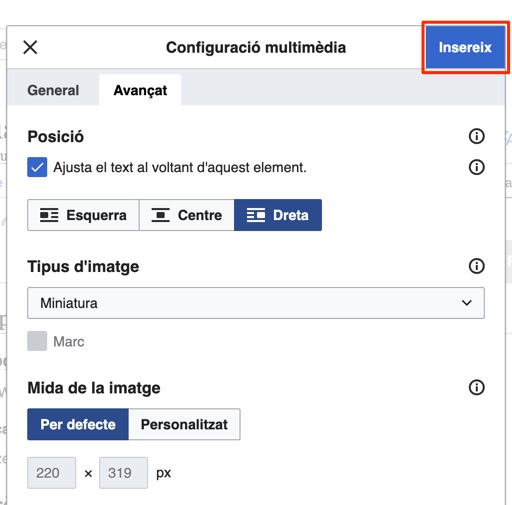 Configuració multimèdia
Insereix
General
Avançat
Posició
Ajusta el text al voltant d'aquest element.
Esquerra
Centre
Dreta
Tipus d'imatge
Miniatura
Marc
Mida de la imatge
Per defecte
Personalitzat
220 × 319 px